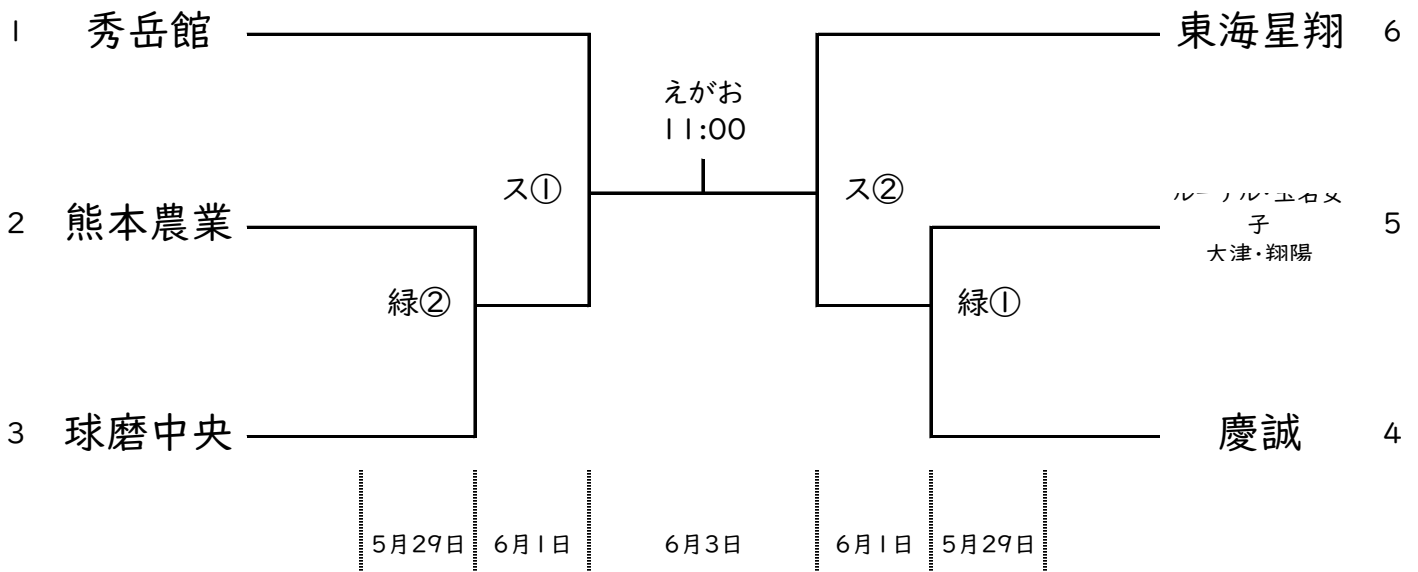 1 秀岳館
東海星翔 6
えがお
11:00
ス①
ス②
2 熊本農業
子
大津・翔陽
5
緑②
緑①
3 球磨中央
慶誠 4
5月29日 6月1日 6月3日 6月1日 5月29日